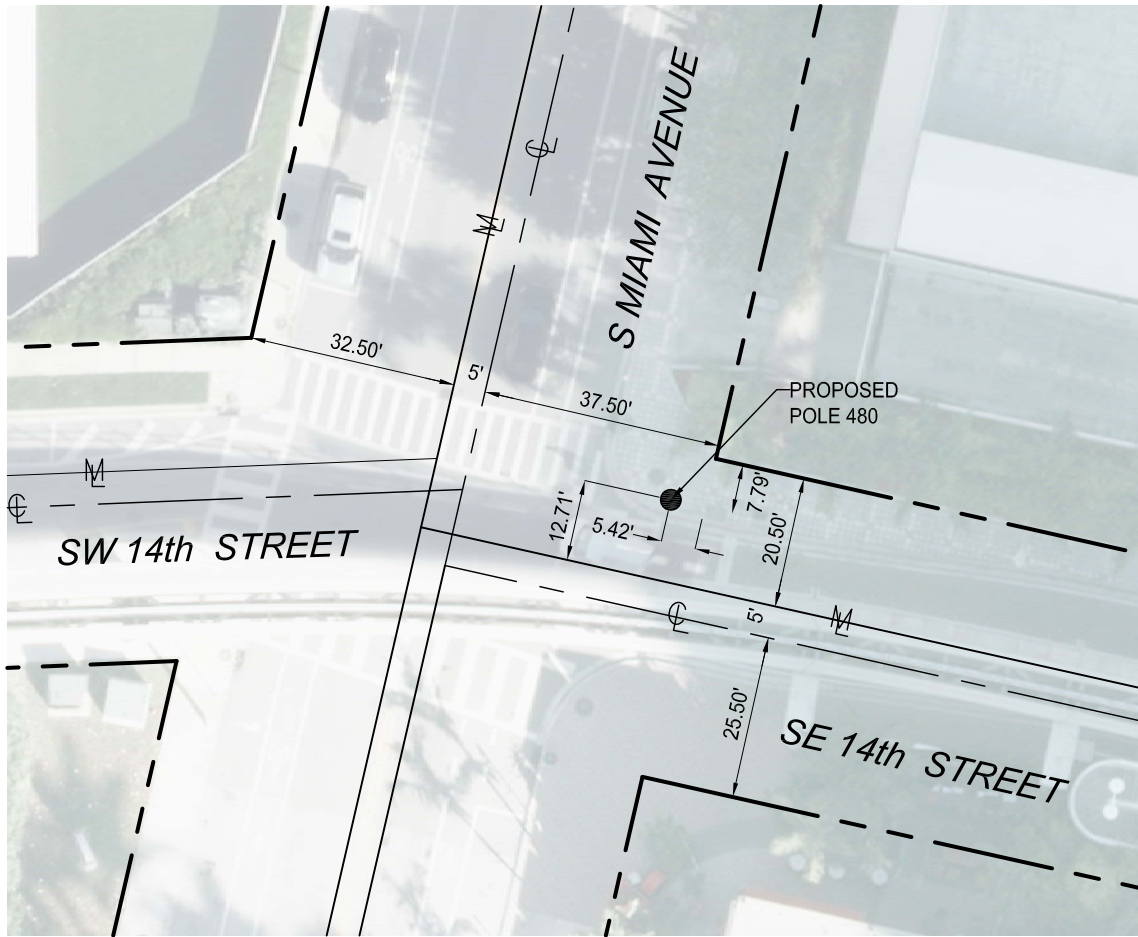 S MIAMI AVENUE
℄
M̵L
32.50'
5'
37.50'
PROPOSED
POLE 480
M̵L
℄
SW 14th STREET
12.71'
5.42'
7.79'
20.50'
℄
5'
M̵L
25.50'
SE 14th STREET